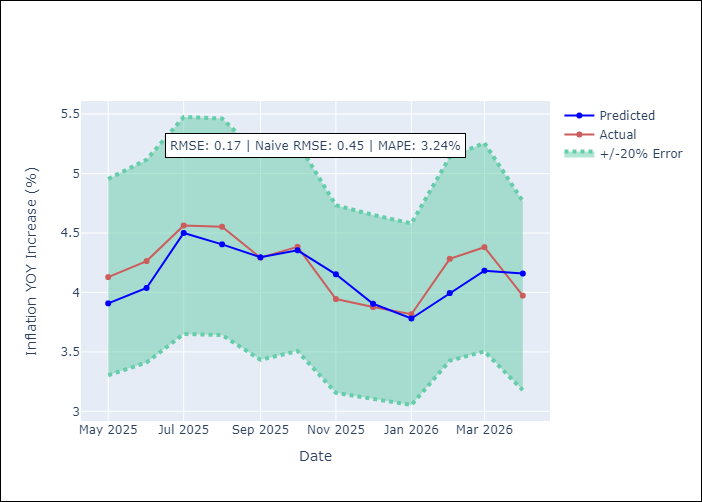 Predicted
Actual
+/-20% Error
RMSE: 0.17 | Naive RMSE: 0.45 | MAPE: 3.24%
Inflation YOY Increase (%)
5.5
5
4.5
4
3.5
3
May 2025 Jul 2025 Sep 2025 Nov 2025 Jan 2026 Mar 2026
Date